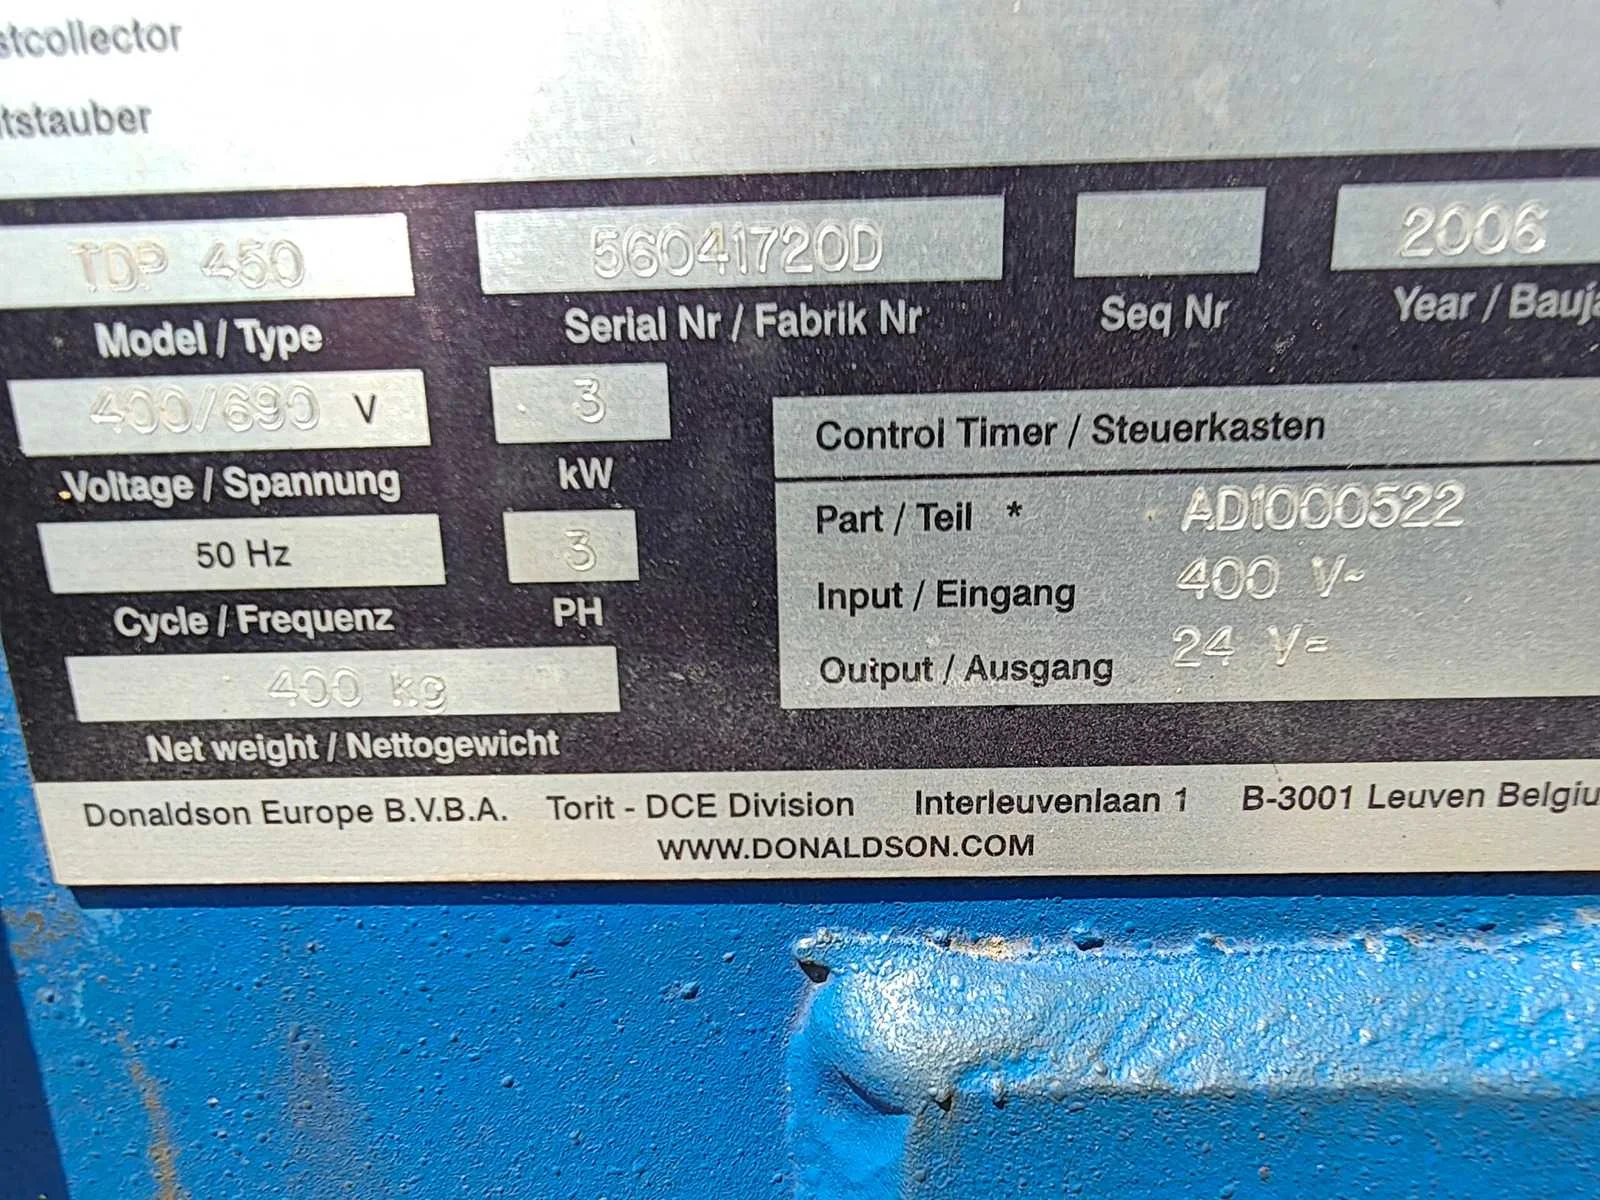 stcollector
tstauber
TDP 450 56041720D 2006
Model / Type Serial Nr / Fabrik Nr Seq Nr Year / Bauja
400/690 V 3
Voltage / Spannung kW
Control Timer / Steuerkasten
50 Hz 3
Cycle / Frequenz PH
Part / Teil * AD1000522
Input / Eingang 400 V~
Output / Ausgang 24 V=
400 kg
Net weight / Nettogewicht
Donaldson Europe B.V.B.A. Torit - DCE Division Interleuvenlaan 1 B-3001 Leuven Belgiu
WWW.DONALDSON.COM